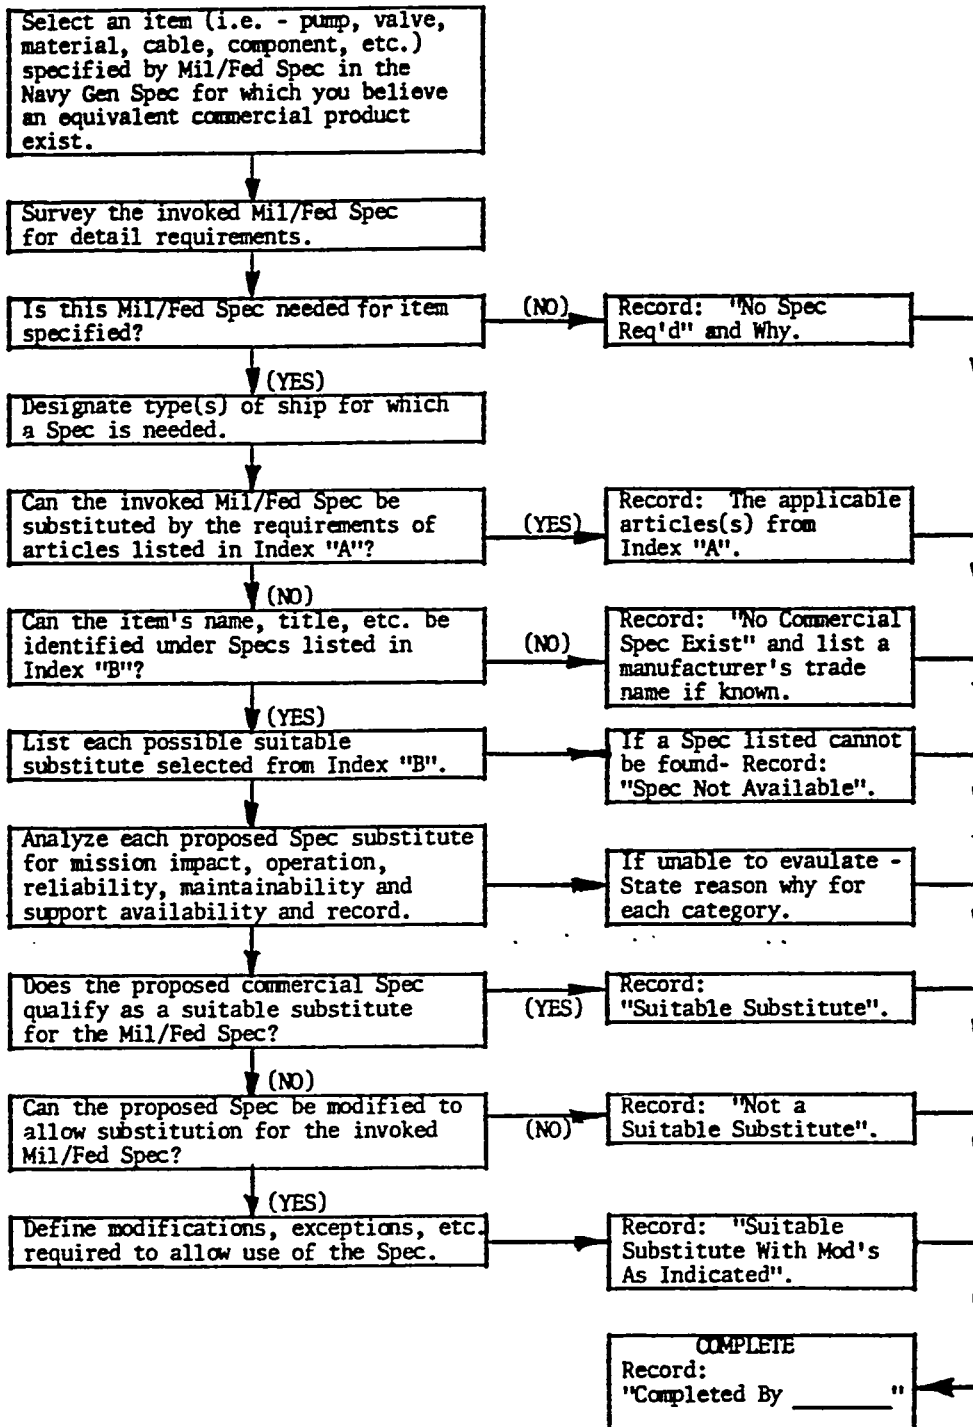 Select an item (i.e. - pump, valve,
material, cable, component, etc.)
specified by Mil/Fed Spec in the
Navy Gen Spec for which you believe
an equivalent commercial product
exist.
Survey the invoked Mil/Fed Spec
for detail requirements.
Is this Mil/Fed Spec needed for item
specified?
(NO)
Record: "No Spec
Req'd" and Why.
(YES)
Designate type(s) of ship for which
a Spec is needed.
Can the invoked Mil/Fed Spec be
substituted by the requirements of
articles listed in Index "A"?
(YES)
Record: The applicable
articles(s) from
Index "A".
(NO)
Can the item's name, title, etc. be
identified under Specs listed in
Index "B"?
(NO)
Record: "No Commercial
Spec Exist" and list a
manufacturer's trade
name if known.
(YES)
List each possible suitable
substitute selected from Index "B".
If a Spec listed cannot
be found- Record:
"Spec Not Available".
Analyze each proposed Spec substitute
for mission impact, operation,
reliability, maintainability and
support availability and record.
If unable to evaulate -
State reason why for
each category.
Does the proposed commercial Spec
qualify as a suitable substitute
for the Mil/Fed Spec?
(YES)
Record:
"Suitable Substitute".
(NO)
Can the proposed Spec be modified to
allow substitution for the invoked
Mil/Fed Spec?
(NO)
Record: "Not a
Suitable Substitute".
(YES)
Define modifications, exceptions, etc.
required to allow use of the Spec.
Record: "Suitable
Substitute With Mod's
As Indicated".
COMPLETE
Record:
"Completed By ______ "